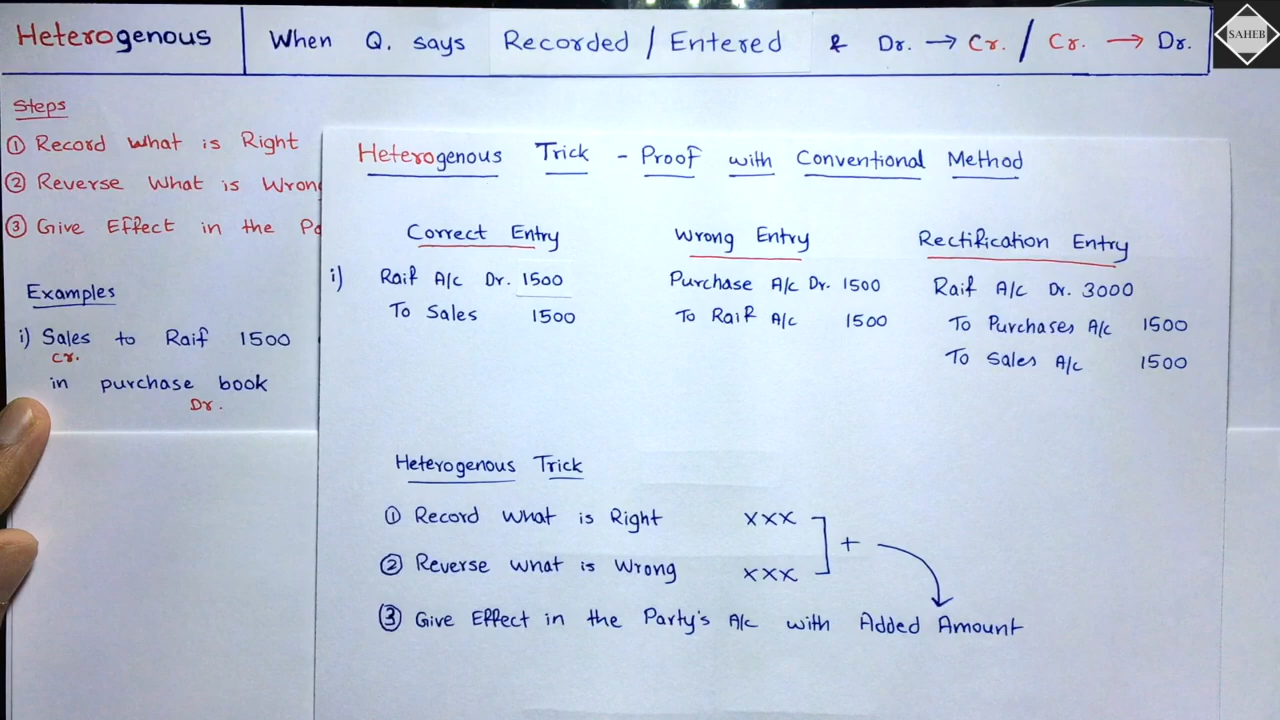 Heterogenous When Q. says Recorded / Entered & Dr. → Cr. / Cr. → Dr.
SAHEB
Steps
① Record What is Right
② Reverse What is Wrong
③ Give Effect in the Pa
Examples
i) Sales to Raif 1500
Cr.
in purchase book
Dr.
Heterogenous Trick - Proof with Conventional Method
Correct Entry Wrong Entry Rectification Entry
i) Raif A/c Dr. 1500 Purchase A/c Dr. 1500 Raif A/c Dr. 3000
To Sales 1500 To Raif A/c 1500 To Purchases A/c 1500
To Sales A/c 1500
Heterogenous Trick
① Record What is Right XXX
+
② Reverse What is Wrong XXX
③ Give Effect in the Party's A/c with Added Amount